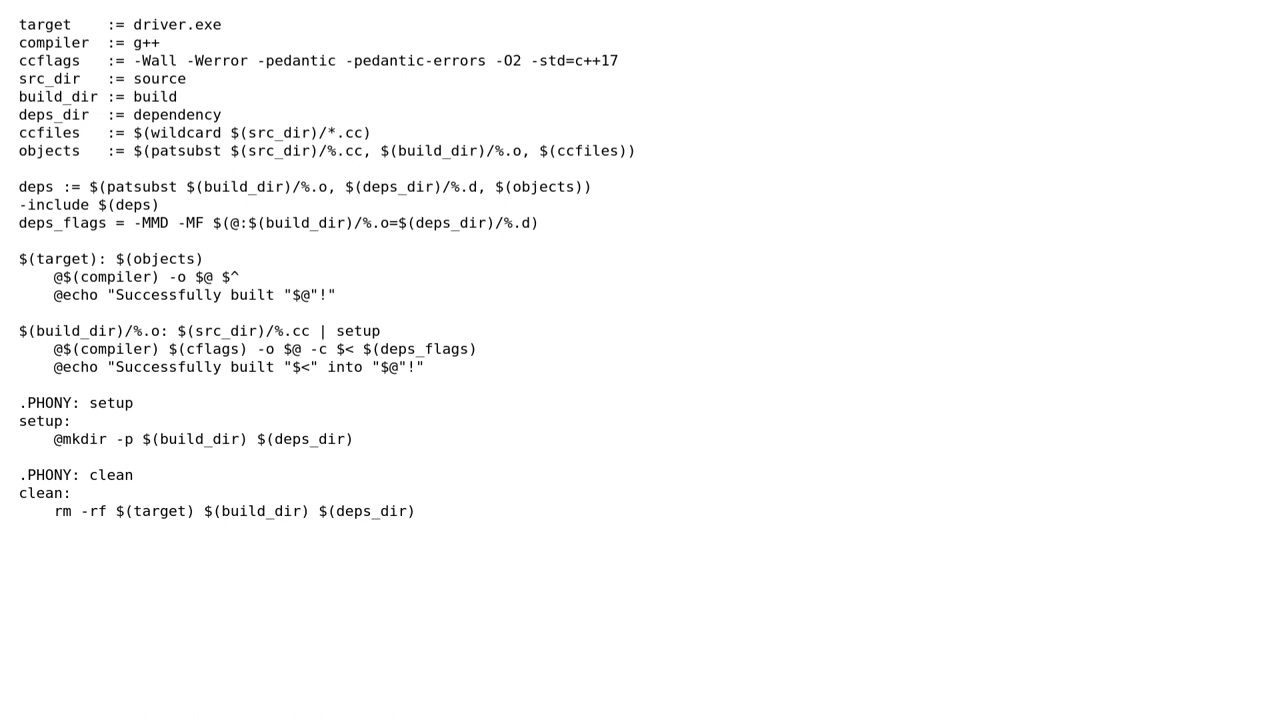 target    := driver.exe
compiler  := g++
ccflags   := -Wall -Werror -pedantic -pedantic-errors -O2 -std=c++17
src_dir   := source
build_dir := build
deps_dir  := dependency
ccfiles   := $(wildcard $(src_dir)/*.cc)
objects   := $(patsubst $(src_dir)/%.cc, $(build_dir)/%.o, $(ccfiles))

deps := $(patsubst $(build_dir)/%.o, $(deps_dir)/%.d, $(objects))
-include $(deps)
deps_flags = -MMD -MF $(@:$(build_dir)/%.o=$(deps_dir)/%.d)

$(target): $(objects)
    @$(compiler) -o $@ $^
    @echo "Successfully built "$@"!"

$(build_dir)/%.o: $(src_dir)/%.cc | setup
    @$(compiler) $(cflags) -o $@ -c $< $(deps_flags)
    @echo "Successfully built "$<" into "$@"!"

.PHONY: setup
setup:
    @mkdir -p $(build_dir) $(deps_dir)

.PHONY: clean
clean:
    rm -rf $(target) $(build_dir) $(deps_dir)